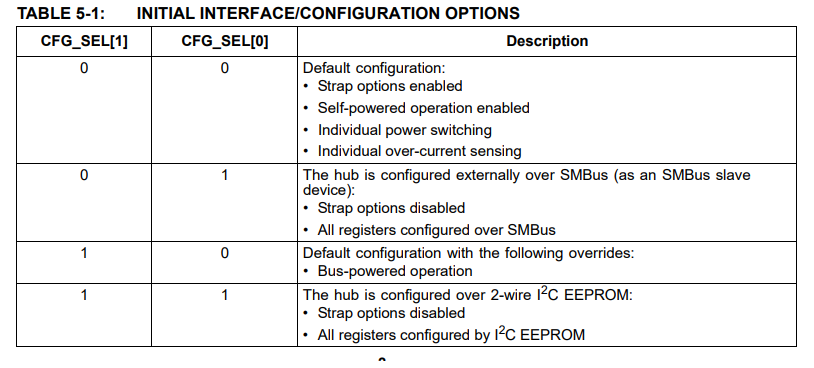 TABLE 5-1: INITIAL INTERFACE/CONFIGURATION OPTIONS
CFG_SEL[1] CFG_SEL[0] Description
0 0 Default configuration:
• Strap options enabled
• Self-powered operation enabled
• Individual power switching
• Individual over-current sensing
0 1 The hub is configured externally over SMBus (as an SMBus slave
device):
• Strap options disabled
• All registers configured over SMBus
1 0 Default configuration with the following overrides:
• Bus-powered operation
1 1 The hub is configured over 2-wire I²C EEPROM:
• Strap options disabled
• All registers configured by I²C EEPROM